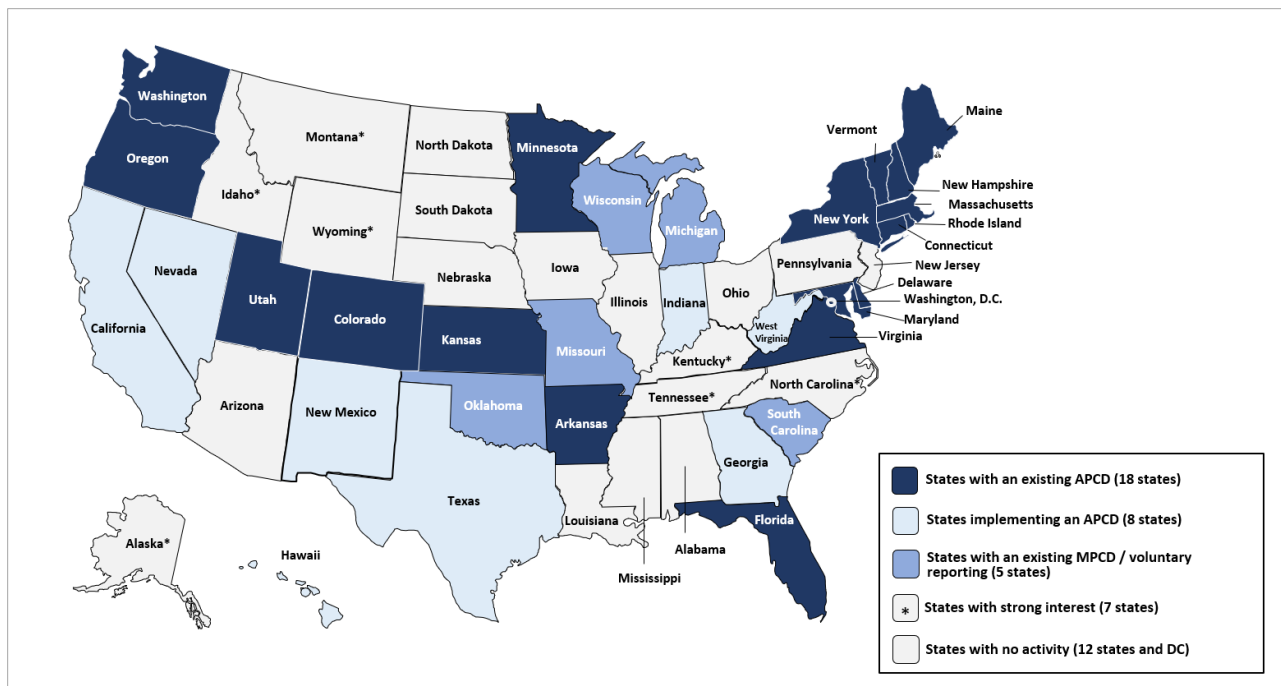 Washington
Oregon
Montana*
Idaho*
Wyoming*
North Dakota
South Dakota
Nebraska
Minnesota
Wisconsin
Michigan
Iowa
Illinois
Indiana
Ohio
Pennsylvania
New York
Vermont
Maine
New Hampshire
Massachusetts
Rhode Island
Connecticut
New Jersey
Delaware
Washington, D.C.
Maryland
Virginia
West
Virginia
Kentucky*
Tennessee*
North Carolina*
South
Carolina
Georgia
Florida
Alabama
Mississippi
Louisiana
Arkansas
Missouri
Kansas
Oklahoma
Texas
Colorado
New Mexico
Utah
Arizona
Nevada
California
Alaska*
Hawaii
States with an existing APCD (18 states)
States implementing an APCD (8 states)
States with an existing MPCD / voluntary
reporting (5 states)
* States with strong interest (7 states)
States with no activity (12 states and DC)